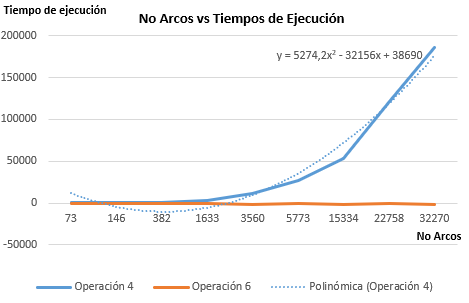 Tiempo de ejecución
No Arcos vs Tiempos de Ejecución
y = 5274,2x² - 32156x + 38690
200000
150000
100000
50000
0
-50000
73 146 382 1633 3560 5773 15334 22758 32270
No Arcos
Operación 4 Operación 6 Polinómica (Operación 4)